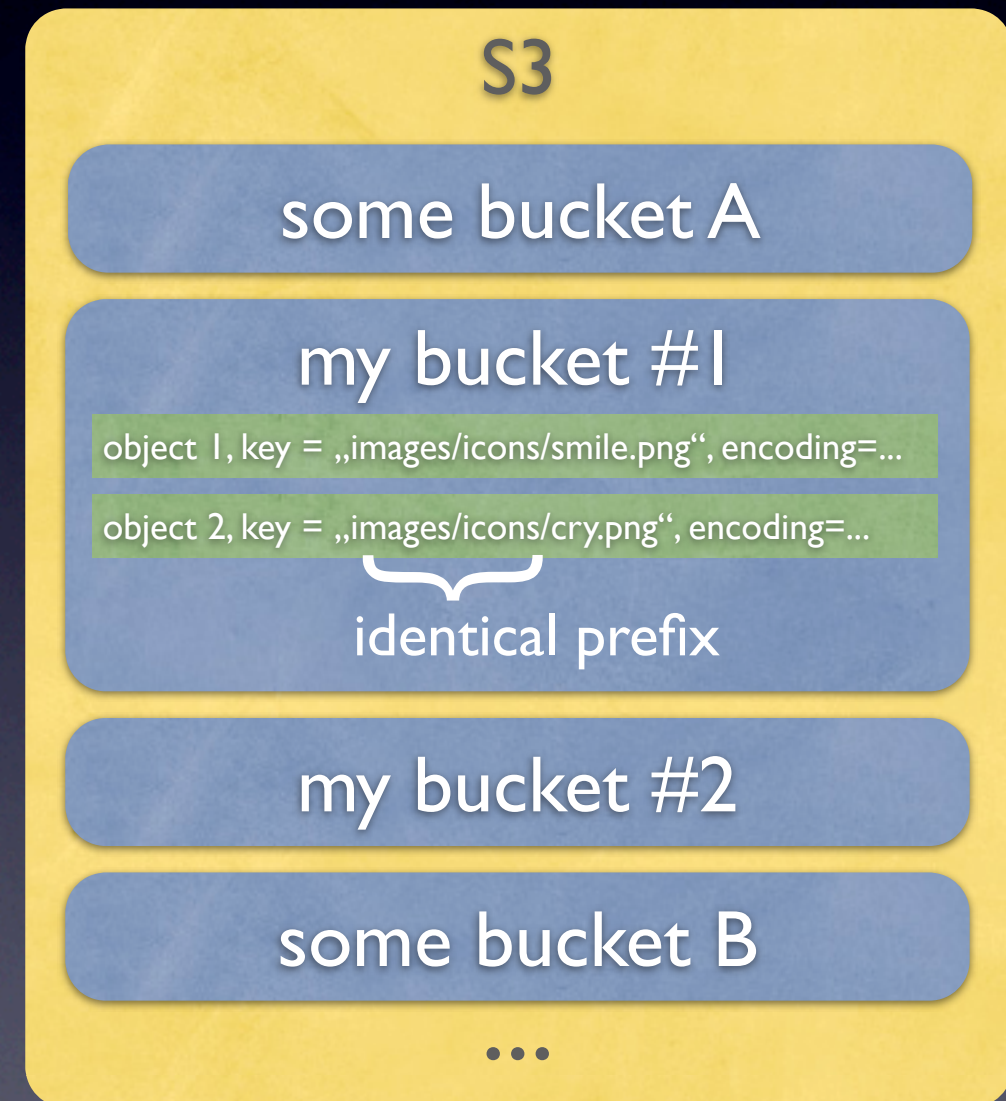 S3
some bucket A
my bucket #1
object 1, key = „images/icons/smile.png“, encoding=...
object 2, key = „images/icons/cry.png“, encoding=...
identical prefix
my bucket #2
some bucket B
...